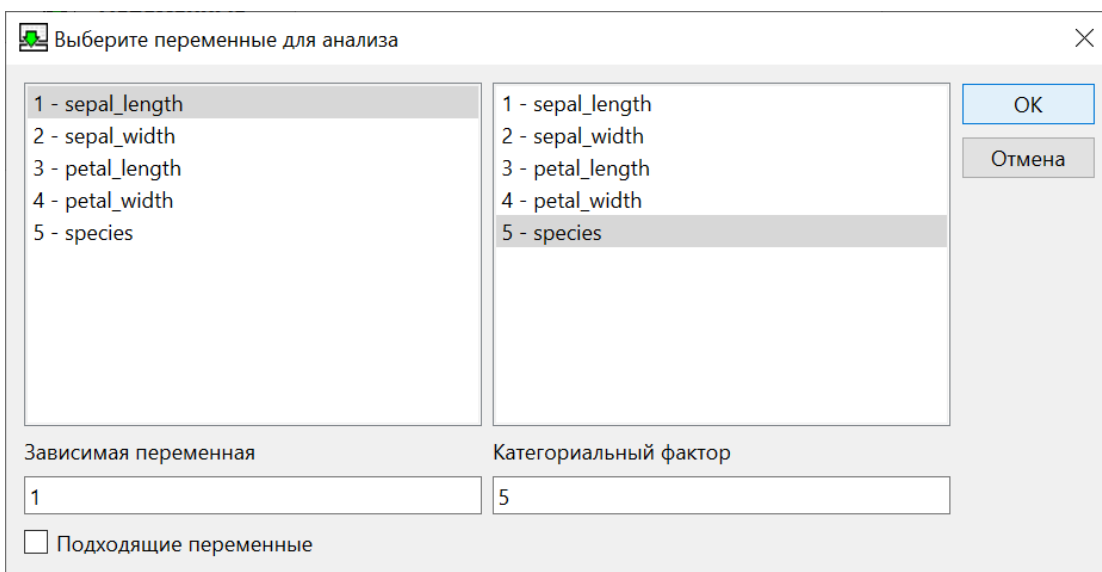 Выберите переменные для анализа
1 - sepal_length
2 - sepal_width
3 - petal_length
4 - petal_width
5 - species
1 - sepal_length
2 - sepal_width
3 - petal_length
4 - petal_width
5 - species
OK
Отмена
Зависимая переменная
Категориальный фактор
1
5
Подходящие переменные